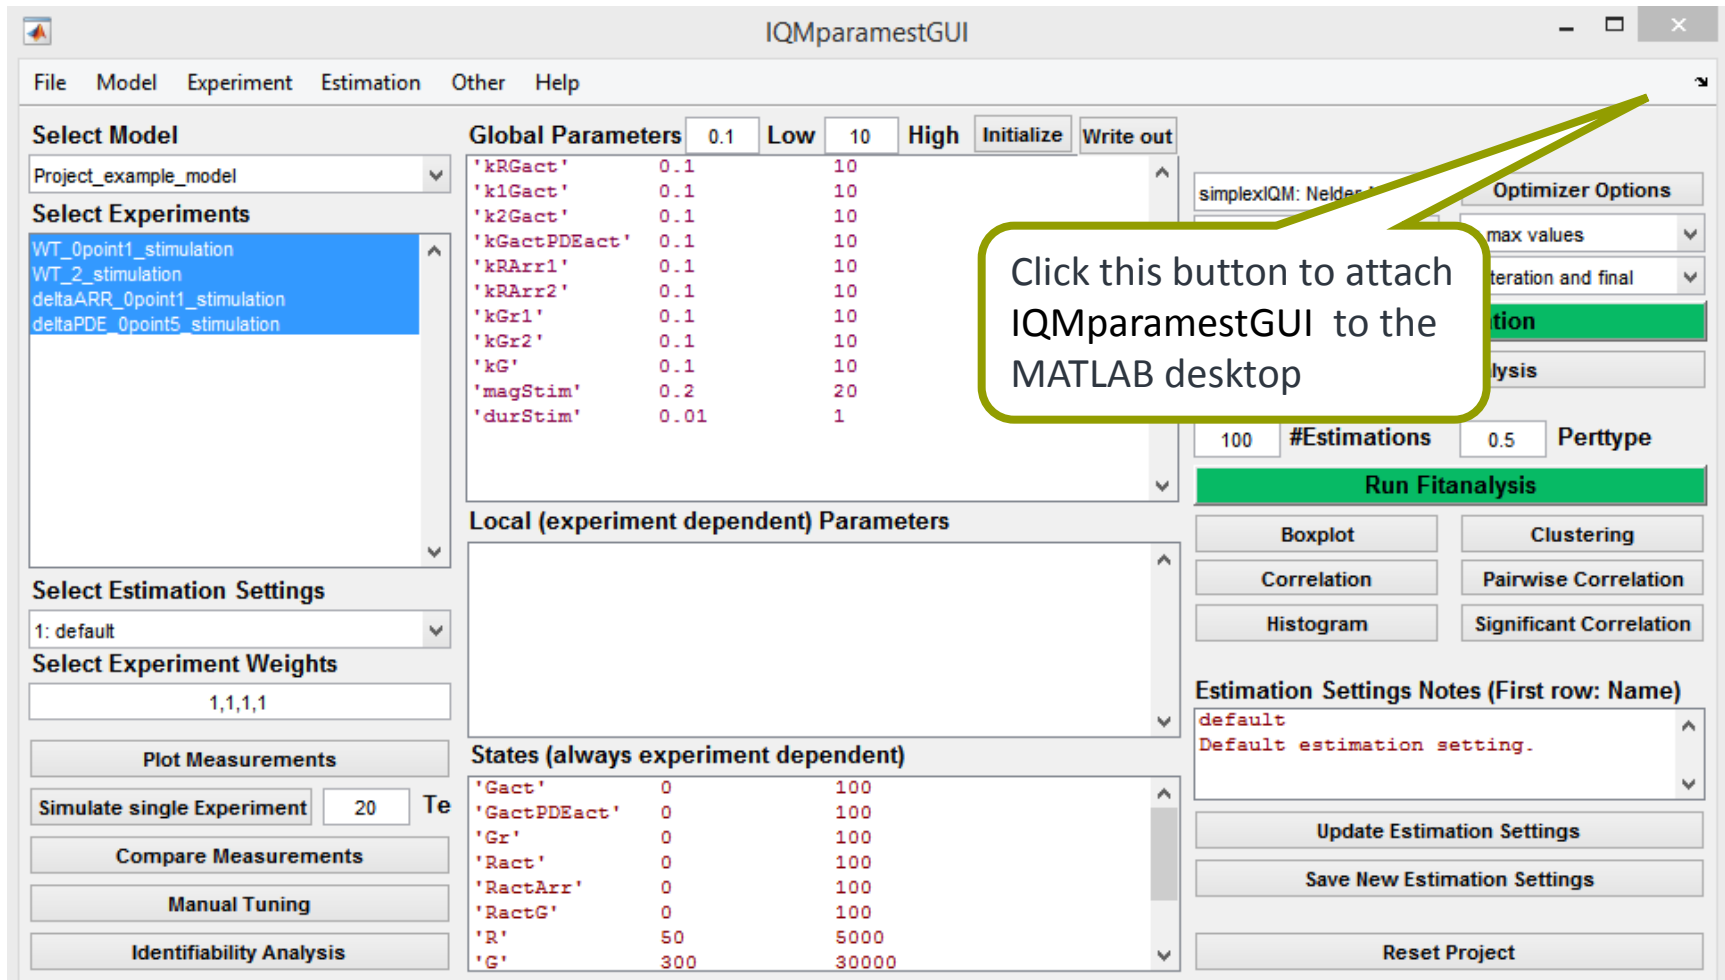 IQMparamestGUI
File Model Experiment Estimation Other Help
Select Model
Project_example_model
Select Experiments
WT_0point1_stimulation
WT_2_stimulation
deltaARR_0point1_stimulation
deltaPDE_0point5_stimulation
Select Estimation Settings
1: default
Select Experiment Weights
1,1,1,1
Plot Measurements
Simulate single Experiment 20 Te
Compare Measurements
Manual Tuning
Identifiability Analysis
Global Parameters 0.1 Low 10 High Initialize Write out
'kRGact' 0.1 10
'k1Gact' 0.1 10
'k2Gact' 0.1 10
'kGactPDEact' 0.1 10
'kRArr1' 0.1 10
'kRArr2' 0.1 10
'kGr1' 0.1 10
'kGr2' 0.1 10
'kG' 0.1 10
'magStim' 0.2 20
'durStim' 0.01 1
Local (experiment dependent) Parameters
States (always experiment dependent)
'Gact' 0 100
'GactPDEact' 0 100
'Gr' 0 100
'Ract' 0 100
'RactArr' 0 100
'RactG' 0 100
'R' 50 5000
'G' 300 30000
Click this button to attach
IQMparamestGUI to the
MATLAB desktop
simplexIQM: Nelder Optimizer Options
max values
teration and final
tion
lysis
100 #Estimations 0.5 Perttype
Run Fitanalysis
Boxplot Clustering
Correlation Pairwise Correlation
Histogram Significant Correlation
Estimation Settings Notes (First row: Name)
default
Default estimation setting.
Update Estimation Settings
Save New Estimation Settings
Reset Project